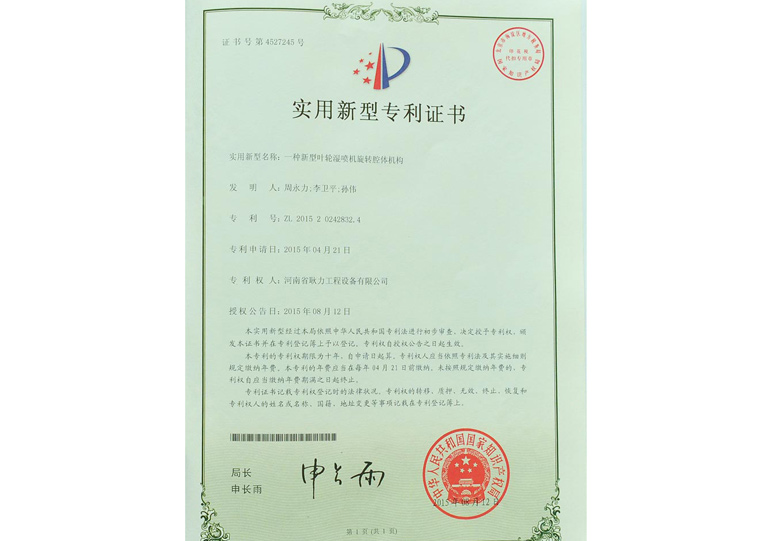 证书号第4527245号
实用新型专利证书
实用新型名称：一种新型叶轮湿喷机旋转腔体机构
发明人：周永力;李卫平;孙伟
专利号：ZL 2015 2 0242832.4
专利申请日：2015年04月21日
专利权人：河南省耿力工程设备有限公司
授权公告日：2015年08月12日
本实用新型经过本局依照中华人民共和国专利法进行初步审查，决定授予专利权，颁
发本证书并在专利登记簿上予以登记。专利权自授权公告之日起生效。
本专利的专利权期限为十年，自申请日起算。专利权人应当依照专利法及其实施细则
规定缴纳年费。本专利的年费应当在每年04月21日前缴纳。未按照规定缴纳年费的，专
利权自应当缴纳年费期满之日起终止。
专利证书记载专利权登记时的法律状况。专利权的转移、质押、无效、终止、恢复和
专利权人的姓名或名称、国籍、地址变更等事项记载在专利登记簿上。
局长
申长雨
申长雨
中华人民共和国国家知识产权局
2015年08月12日
第1页(共1页)